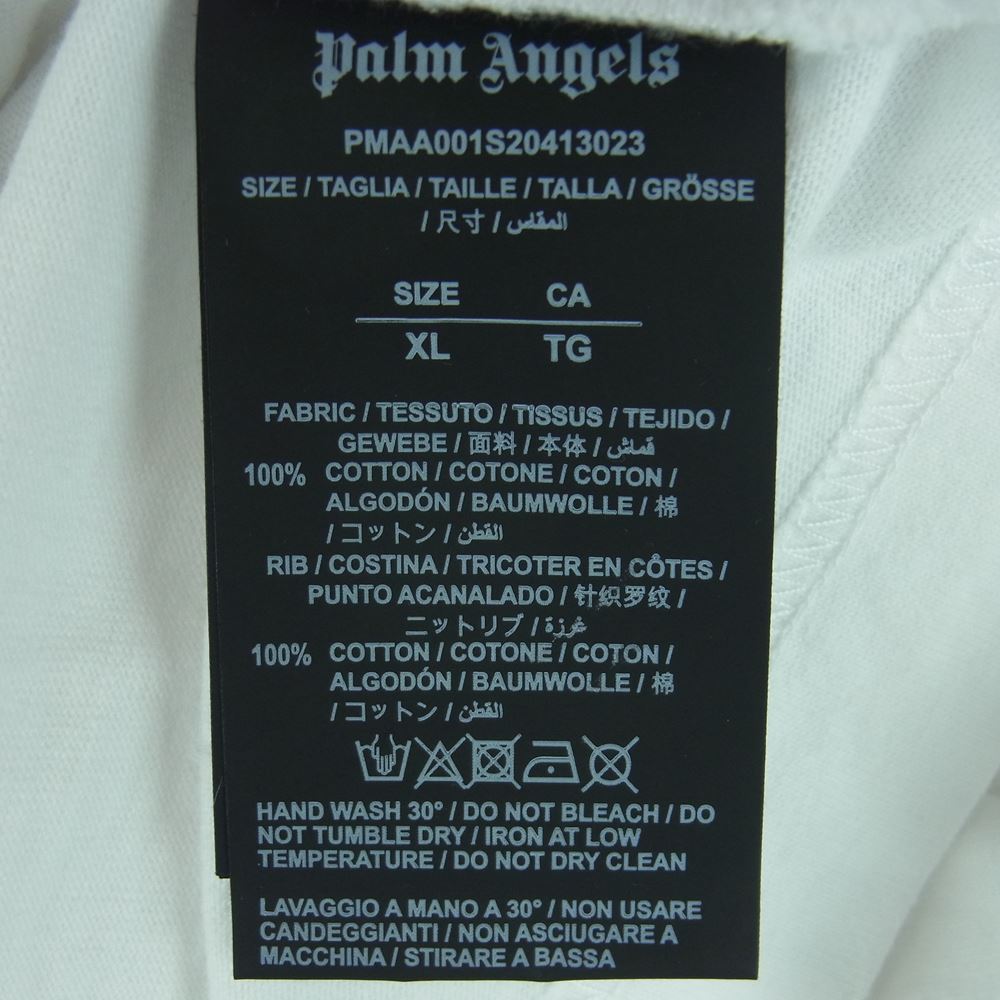 Palm Angels
PMAA001S20413023
SIZE / TAGLIA / TAILLE / TALLA / GRÖSSE
/ 尺寸 / المقاس
SIZE CA
XL TG
FABRIC / TESSUTO / TISSUS / TEJIDO /
GEWEBE / 面料 / 本体 / قماش
100% COTTON / COTONE / COTON /
ALGODÓN / BAUMWOLLE / 棉
/ コットン / القطن
RIB / COSTINA / TRICOTER EN CÔTES /
PUNTO ACANALADO / 针织罗纹 /
ニットリブ / غرزة
100% COTTON / COTONE / COTON /
ALGODÓN / BAUMWOLLE / 棉
/ コットン / القطن
HAND WASH 30° / DO NOT BLEACH / DO
NOT TUMBLE DRY / IRON AT LOW
TEMPERATURE / DO NOT DRY CLEAN
LAVAGGIO A MANO A 30° / NON USARE
CANDEGGIANTI / NON ASCIUGARE A
MACCHINA / STIRARE A BASSA